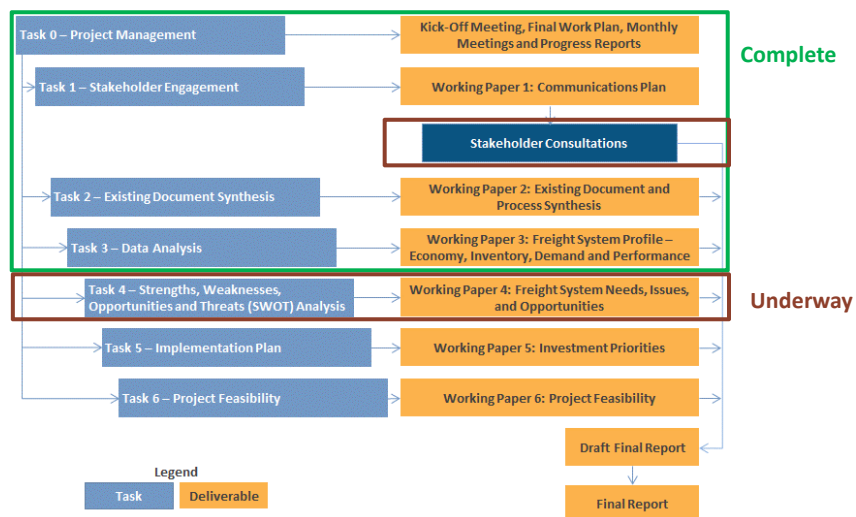 Task 0 – Project Management
Kick-Off Meeting, Final Work Plan, Monthly
Meetings and Progress Reports
Complete
Task 1 – Stakeholder Engagement
Working Paper 1: Communications Plan
Stakeholder Consultations
Task 2 – Existing Document Synthesis
Working Paper 2: Existing Document and
Process Synthesis
Task 3 – Data Analysis
Working Paper 3: Freight System Profile –
Economy, Inventory, Demand and Performance
Task 4 – Strengths, Weaknesses,
Opportunities and Threats (SWOT) Analysis
Working Paper 4: Freight System Needs, Issues,
and Opportunities
Underway
Task 5 – Implementation Plan
Working Paper 5: Investment Priorities
Task 6 – Project Feasibility
Working Paper 6: Project Feasibility
Draft Final Report
Legend
Task
Deliverable
Final Report